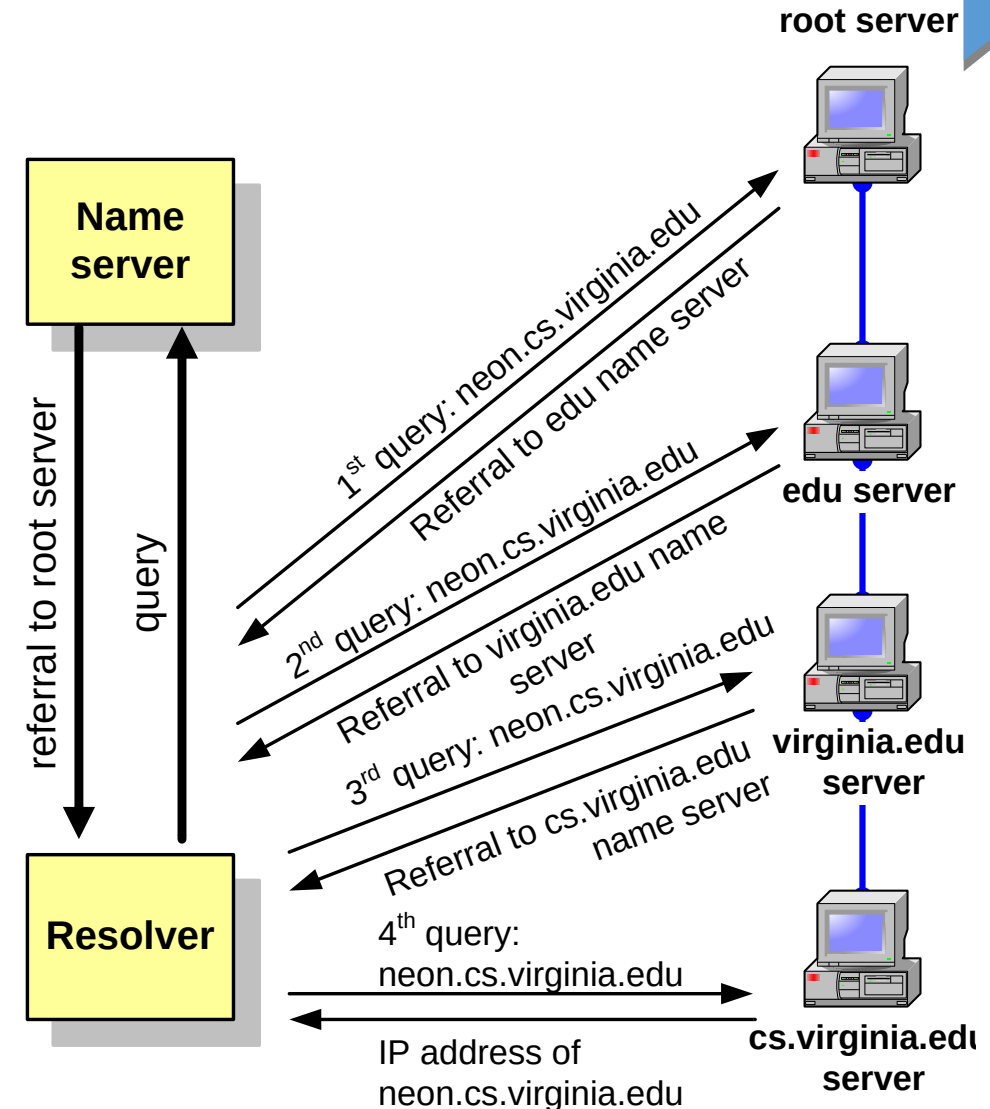 root server
Name
server
1st query: neon.cs.virginia.edu
Referral to edu name server
referral to root server
query
2nd query: neon.cs.virginia.edu
edu server
Referral to virginia.edu name
server
3rd query: neon.cs.virginia.edu
virginia.edu
server
Referral to cs.virginia.edu
name server
Resolver
4th query:
neon.cs.virginia.edu
cs.virginia.edu
server
IP address of
neon.cs.virginia.edu